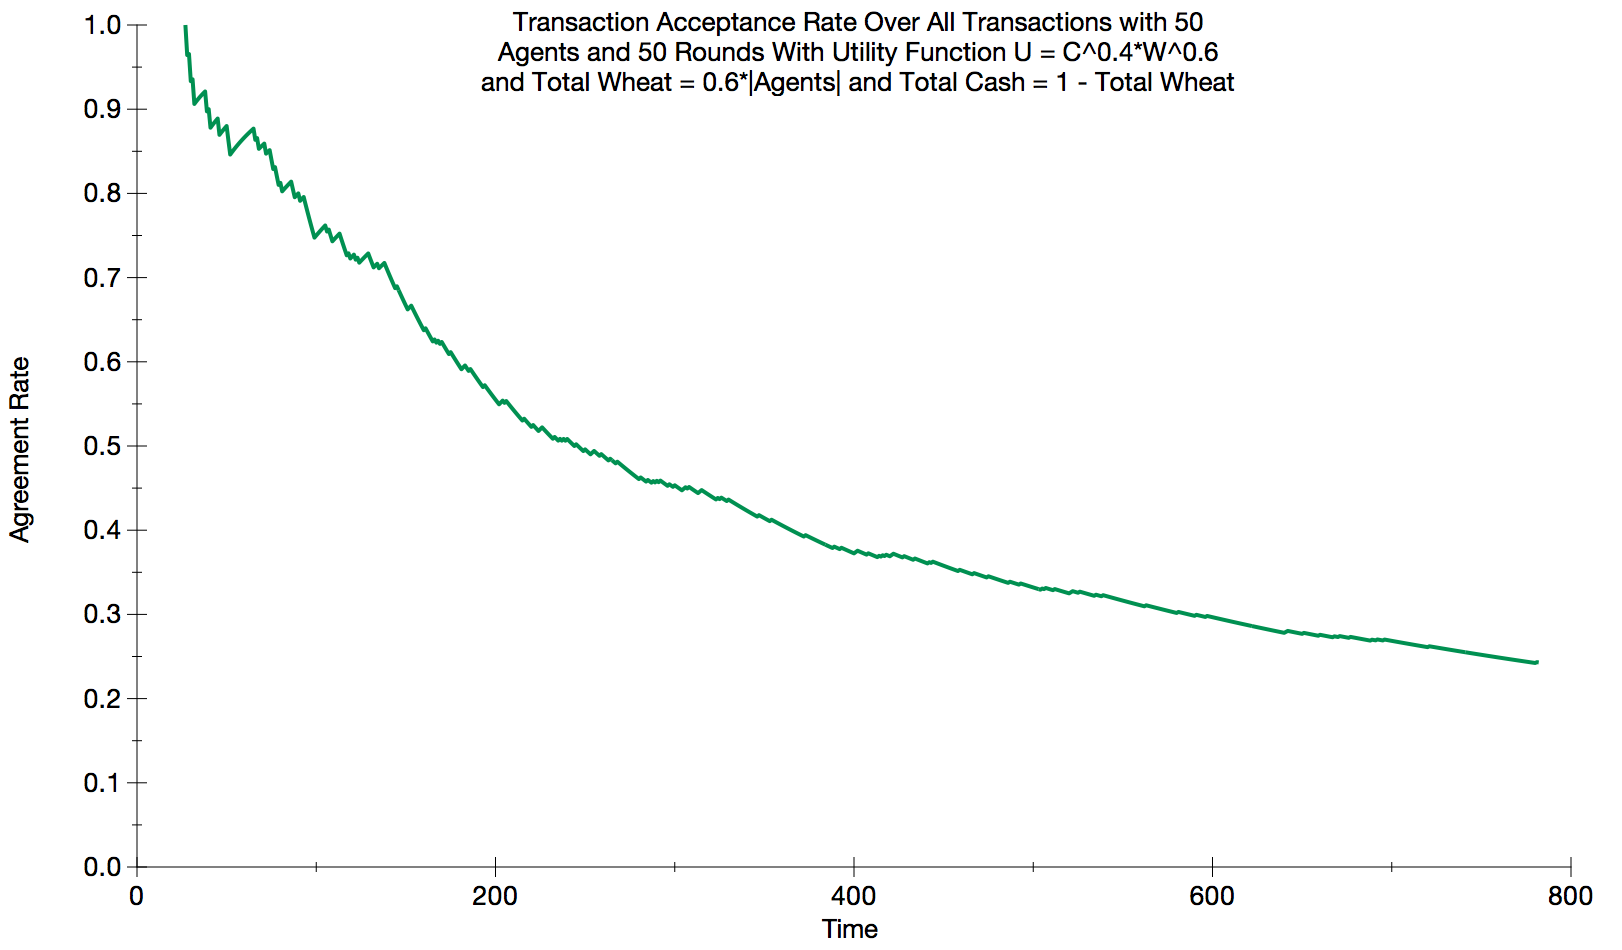 Transaction Acceptance Rate Over All Transactions with 50
Agents and 50 Rounds With Utility Function U = C^0.4*W^0.6
and Total Wheat = 0.6*|Agents| and Total Cash = 1 - Total Wheat
1.0
0.9
0.8
0.7
0.6
0.5
0.4
0.3
0.2
0.1
0.0
Agreement Rate
0 200 400 600 800
Time